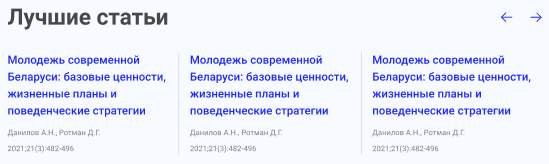 Лучшие статьи
Молодежь современной
Беларуси: базовые ценности,
жизненные планы и
поведенческие стратегии
Данилов А.Н., Ротман Д.Г.
2021;21(3):482-496
Молодежь современной
Беларуси: базовые ценности,
жизненные планы и
поведенческие стратегии
Данилов А.Н., Ротман Д.Г.
2021;21(3):482-496
Молодежь современной
Беларуси: базовые ценности,
жизненные планы и
поведенческие стратегии
Данилов А.Н., Ротман Д.Г.
2021;21(3):482-496